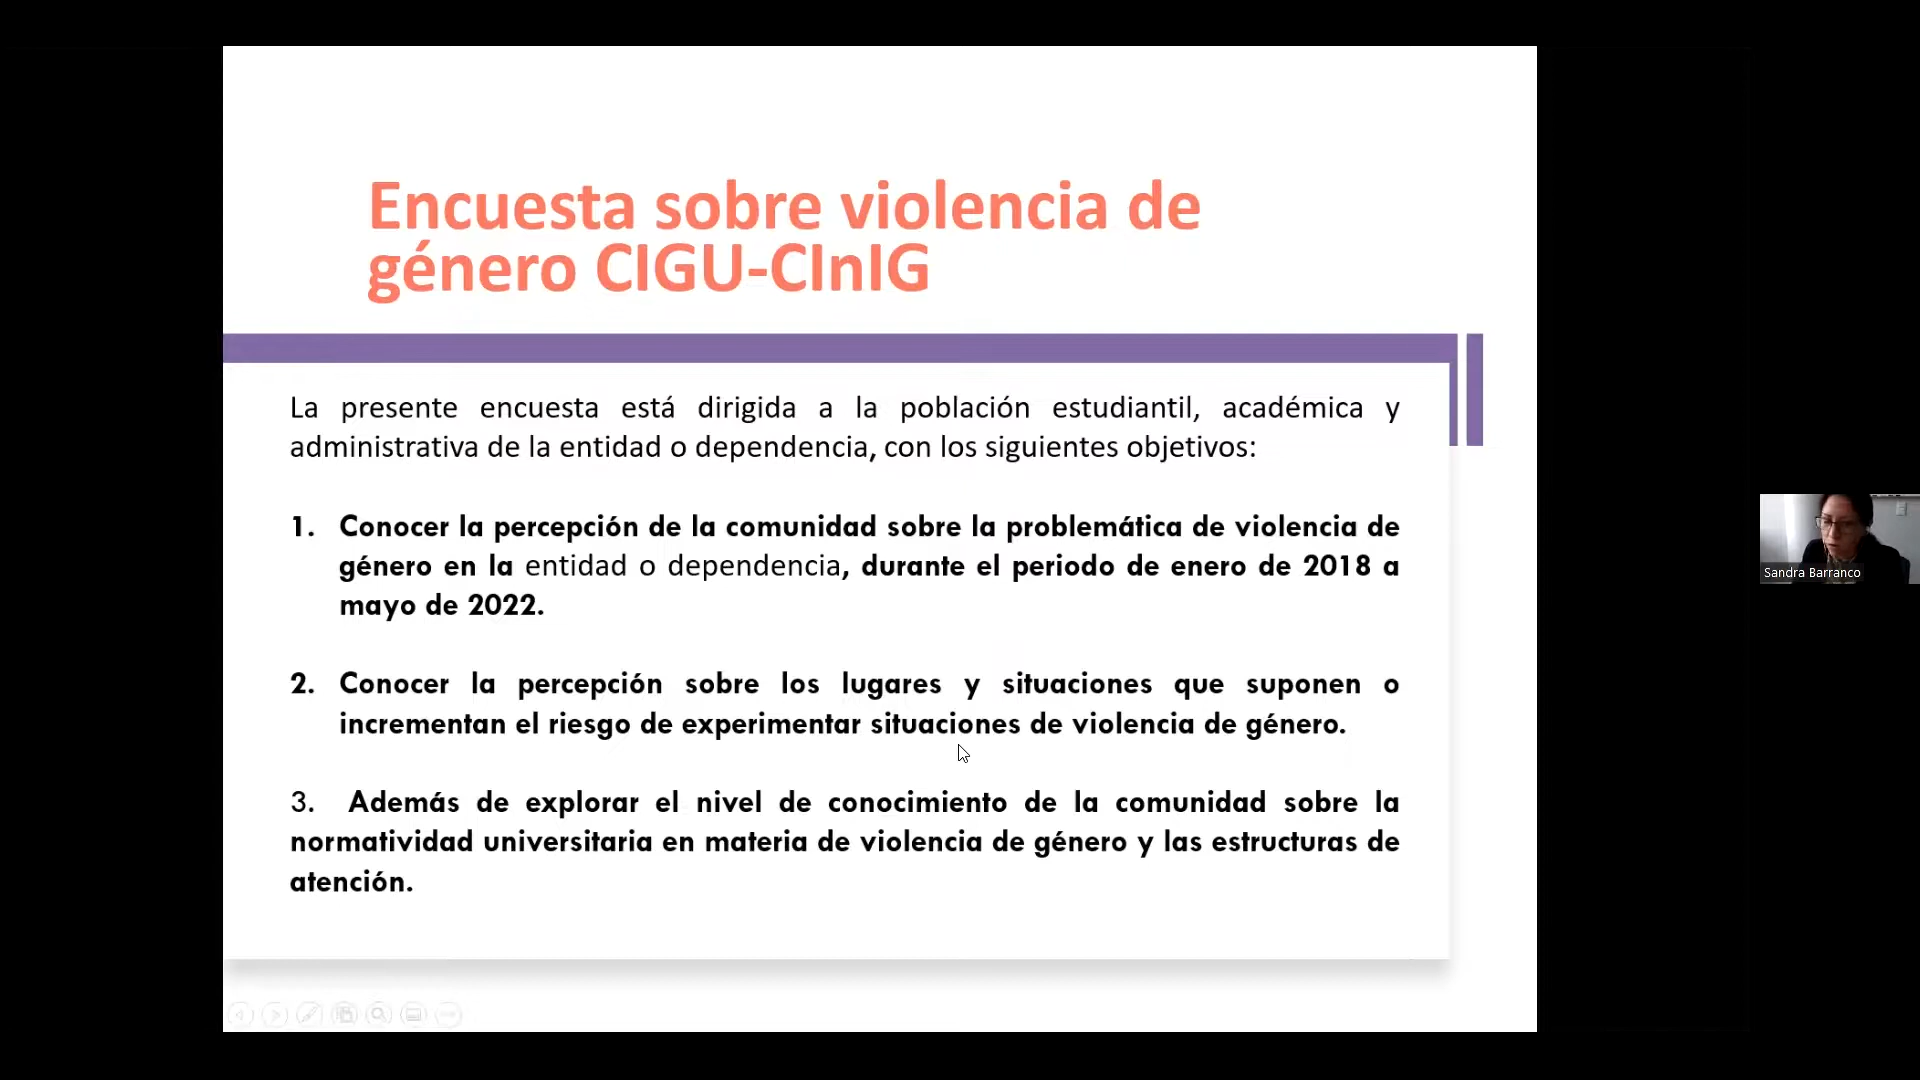 Encuesta sobre violencia de
género CIGU-CInIG
La presente encuesta está dirigida a la población estudiantil, académica y
administrativa de la entidad o dependencia, con los siguientes objetivos:
1. Conocer la percepción de la comunidad sobre la problemática de violencia de
género en la entidad o dependencia, durante el periodo de enero de 2018 a
mayo de 2022.
2. Conocer la percepción sobre los lugares y situaciones que suponen o
incrementan el riesgo de experimentar situaciones de violencia de género.
3. Además de explorar el nivel de conocimiento de la comunidad sobre la
normatividad universitaria en materia de violencia de género y las estructuras de
atención.
Sandra Barranco